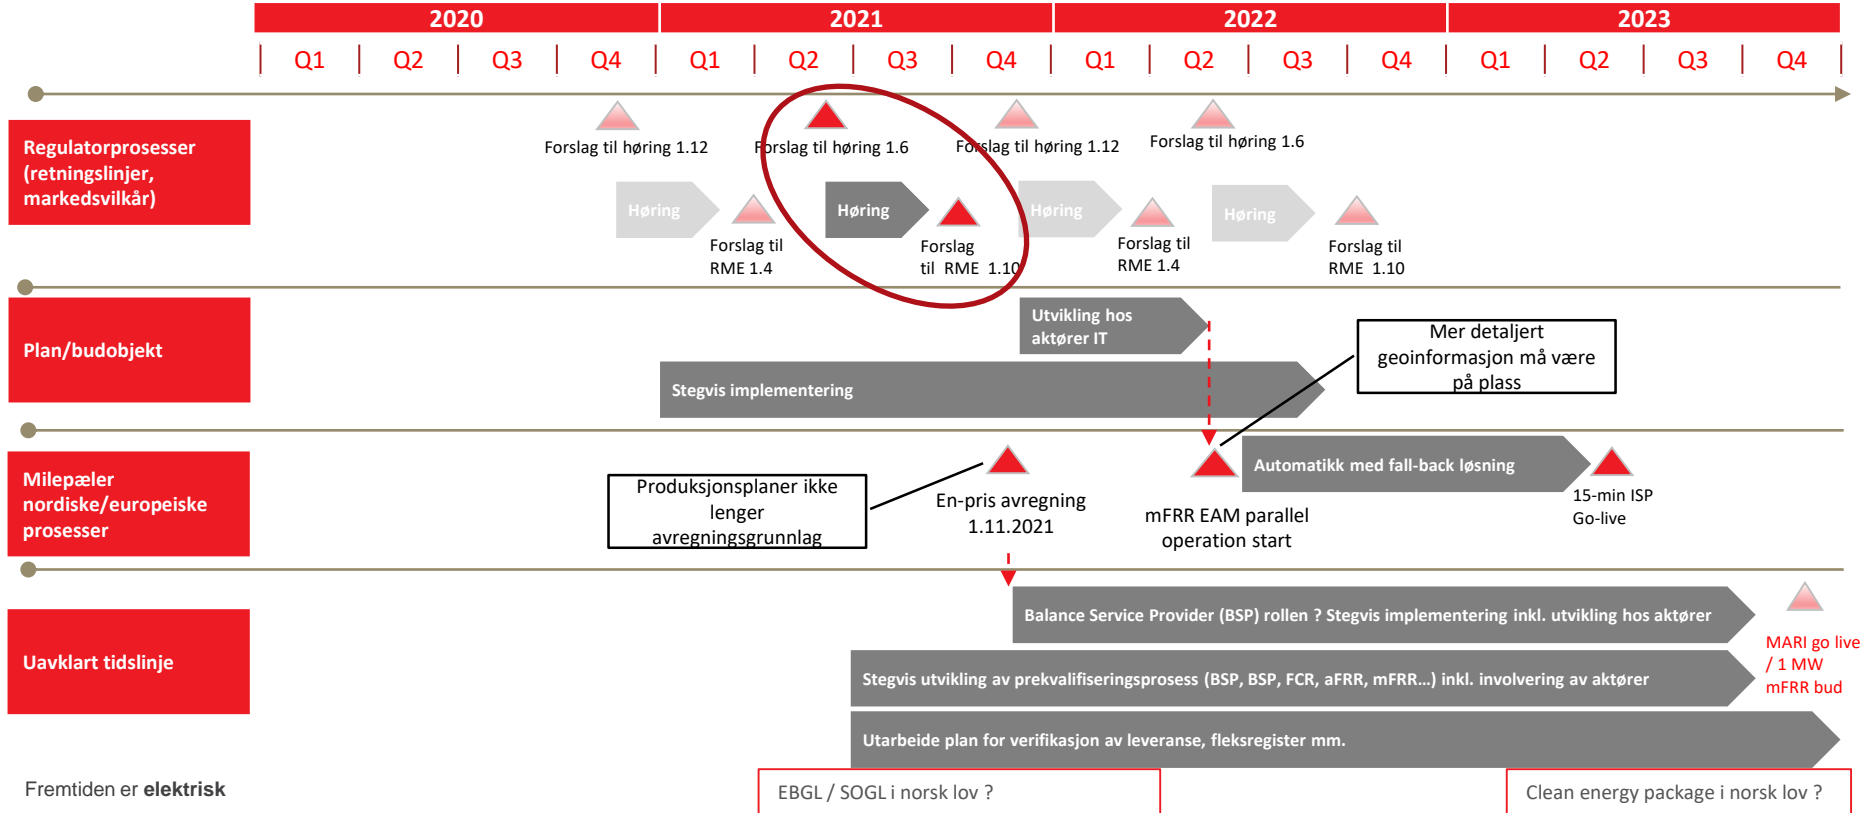 2020 2021 2022 2023
Q1 Q2 Q3 Q4 Q1 Q2 Q3 Q4 Q1 Q2 Q3 Q4 Q1 Q2 Q3 Q4
Regulatorprosesser
(retningslinjer,
markedsvilkår)
Forslag til høring 1.12
Forslag til høring 1.6
Forslag til høring 1.12
Forslag til høring 1.6
Høring
Høring
Høring
Høring
Forslag til
RME 1.4
Forslag
til RME 1.10
Forslag til
RME 1.4
Forslag til
RME 1.10
Plan/budobjekt
Utvikling hos
aktører IT
Stegvis implementering
Mer detaljert
geoinformasjon må være
på plass
Milepæler
nordiske/europeiske
prosesser
Produksjonsplaner ikke
lenger
avregningsgrunnlag
En-pris avregning
1.11.2021
mFRR EAM parallel
operation start
Automatikk med fall-back løsning
15-min ISP
Go-live
Uavklart tidslinje
Balance Service Provider (BSP) rollen ? Stegvis implementering inkl. utvikling hos aktører
MARI go live
/ 1 MW
mFRR bud
Stegvis utvikling av prekvalifiseringsprosess (BSP, BSP, FCR, aFRR, mFRR...) inkl. involvering av aktører
Utarbeide plan for verifikasjon av leveranse, fleksregister mm.
Fremtiden er elektrisk
EBGL / SOGL i norsk lov ?
Clean energy package i norsk lov ?